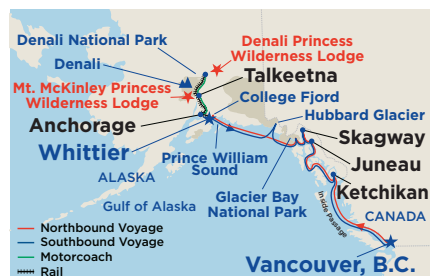 Denali National Park
Denali Princess
Wilderness Lodge
Denali
Talkeetna
Mt. McKinley Princess
Wilderness Lodge
College Fjord
Hubbard Glacier
Anchorage
Skagway
Whittier
Juneau
Prince William
Sound
Ketchikan
ALASKA
Glacier Bay
National Park
Gulf of Alaska
Inside Passage
CANADA
Northbound Voyage
Southbound Voyage
Motorcoach
Rail
Vancouver, B.C.